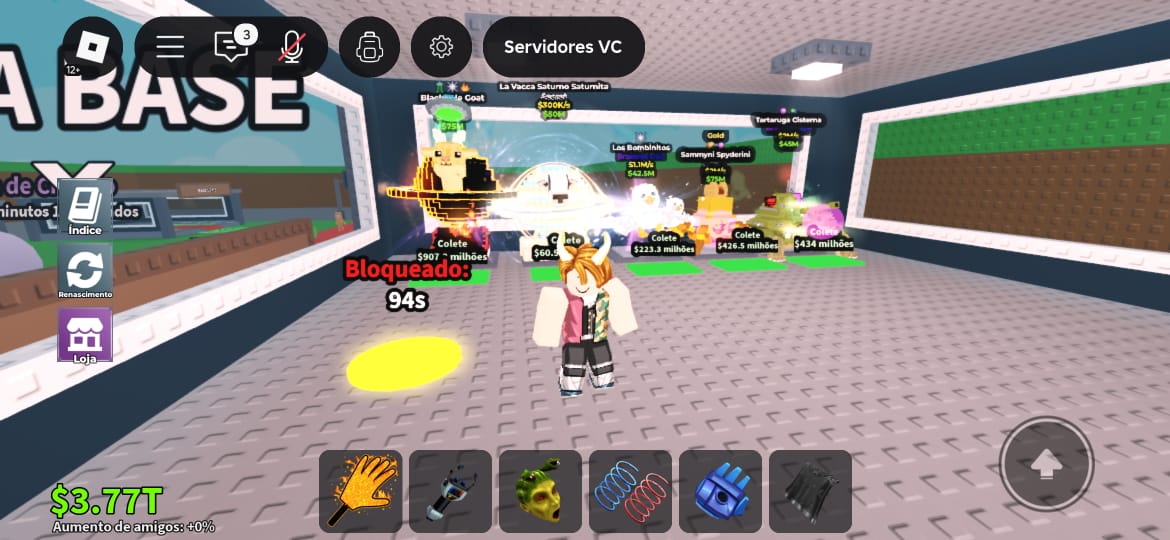 12+
3
Servidores VC
A BASE
Índice
Renascimento
Loja
La Vacca Saturno Saturnita
Secret
$300K/s
$50M
$75M
Los Bombinitos
$1.1M/s
$42.5M
Gold
Sammyni Spyderini
$75M
Tartaruga Cisterna
$45M
Colete
milhões
Colete
$223.3 milhões
Colete
$426.5 milhões
Colete
$434 milhões
Bloqueado:
94s
$3.77T
Aumento de amigos: +0%